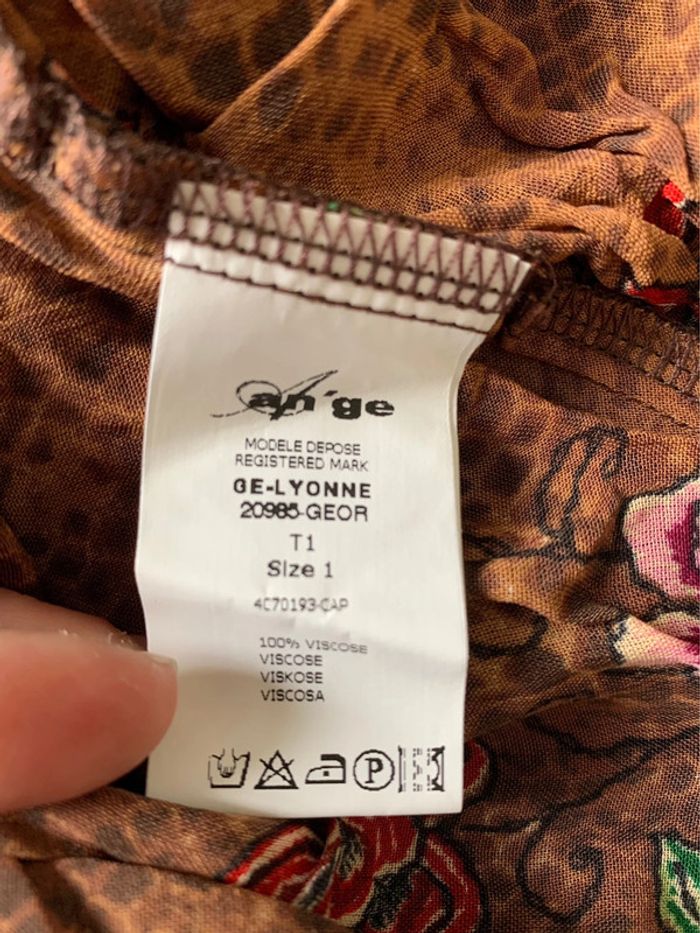 an'ge
MODELE DEPOSE
REGISTERED MARK
GE-LYONNE
20985-GEOR
T1
Size 1
4C70193-CAP
100% VISCOSE
VISCOSE
VISKOSE
VISCOSA
P